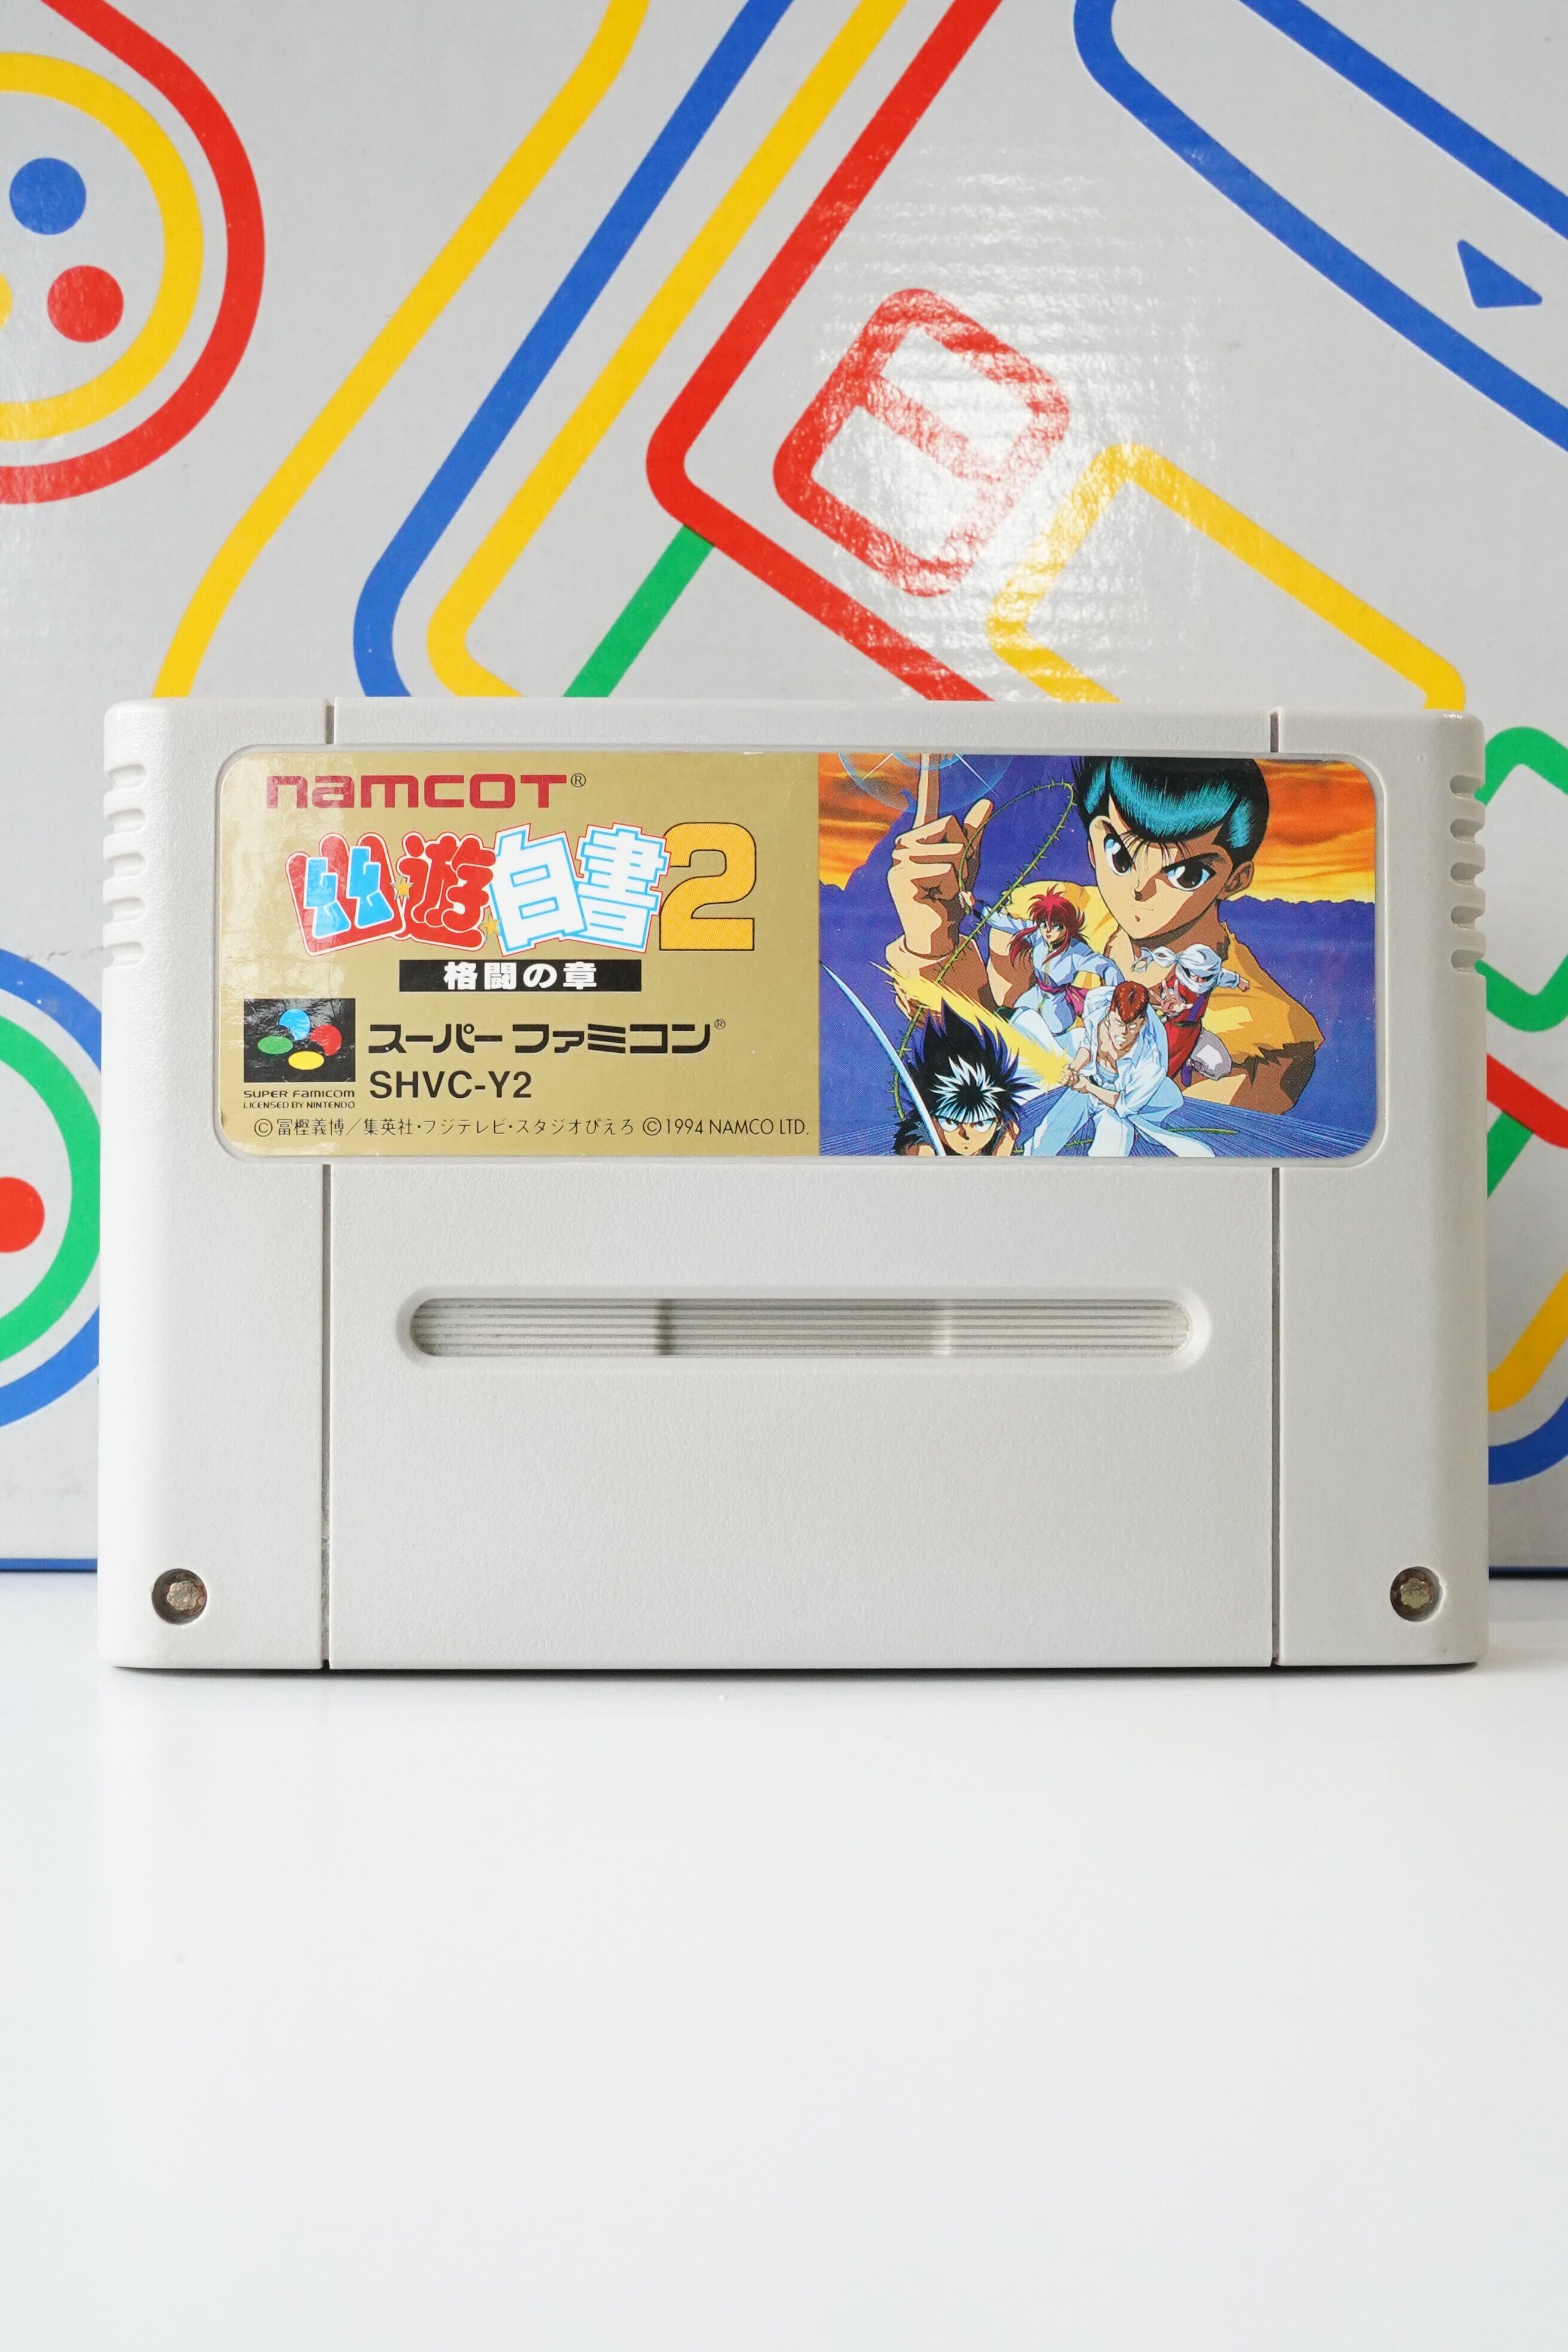 namcot®
幽遊白書2
格闘の章
スーパーファミコン®
SUPER FAMICOM
LICENSED BY NINTENDO
SHVC-Y2
©冨樫義博/集英社・フジテレビ・スタジオぴえろ ©1994 NAMCO LTD.